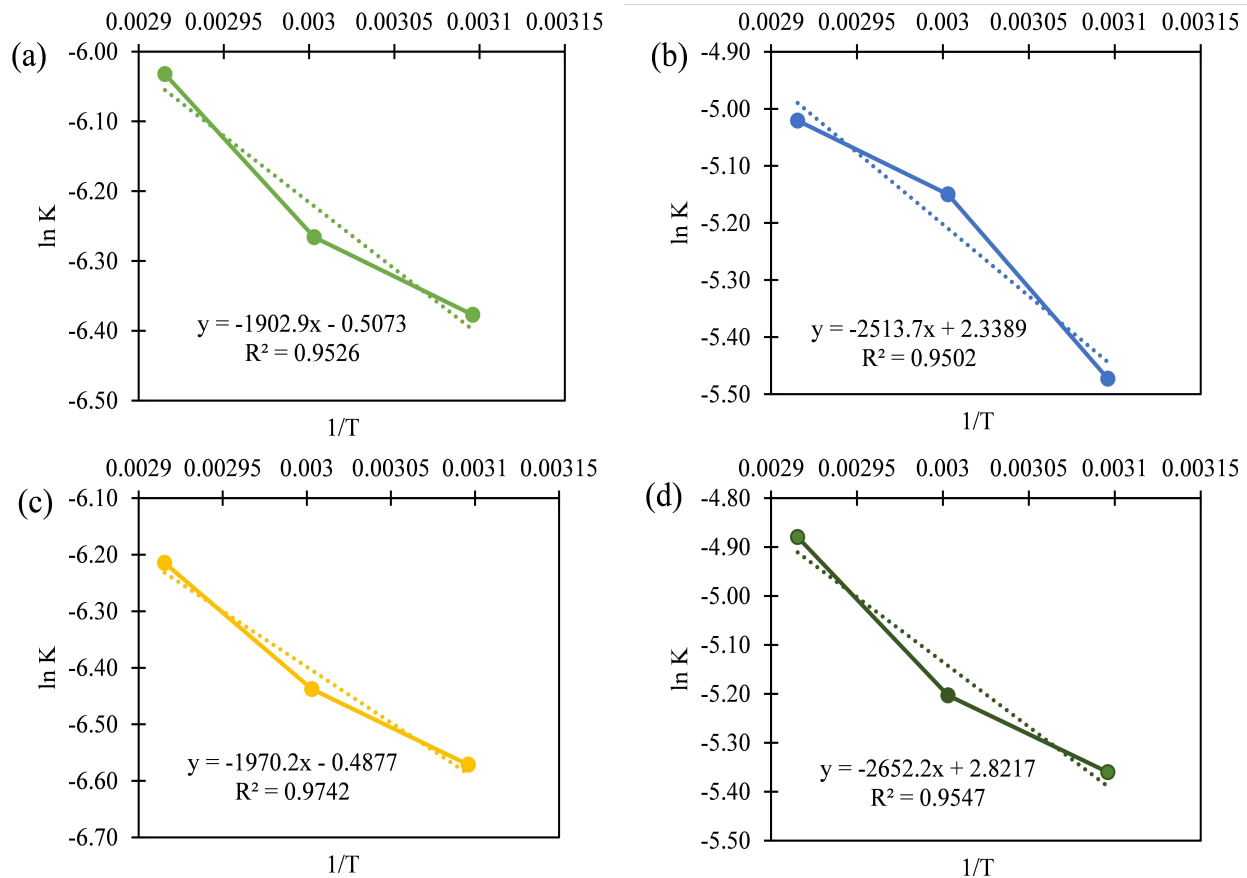 (a)
0.0029 0.00295 0.003 0.00305 0.0031 0.00315
-6.00
-6.10
-6.20
-6.30
-6.40
-6.50
ln K
y = -1902.9x - 0.5073
R² = 0.9526
1/T
(b)
0.0029 0.00295 0.003 0.00305 0.0031 0.00315
-4.90
-5.00
-5.10
-5.20
-5.30
-5.40
-5.50
ln K
y = -2513.7x + 2.3389
R² = 0.9502
1/T
(c)
0.0029 0.00295 0.003 0.00305 0.0031 0.00315
-6.10
-6.20
-6.30
-6.40
-6.50
-6.60
-6.70
ln K
y = -1970.2x - 0.4877
R² = 0.9742
1/T
(d)
0.0029 0.00295 0.003 0.00305 0.0031 0.00315
-4.80
-4.90
-5.00
-5.10
-5.20
-5.30
-5.40
-5.50
ln K
y = -2652.2x + 2.8217
R² = 0.9547
1/T